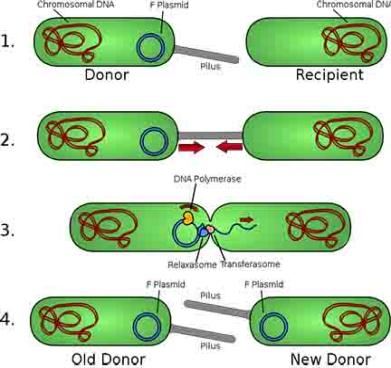 Chromosomal DNA
F Plasmid
Chromosomal DNA
1.
Pilus
Donor
Recipient
2.
DNA Polymerase
3.
Relaxasome Transferasome
F Plasmid
Pilus
F Plasmid
4.
Pilus
Old Donor
New Donor